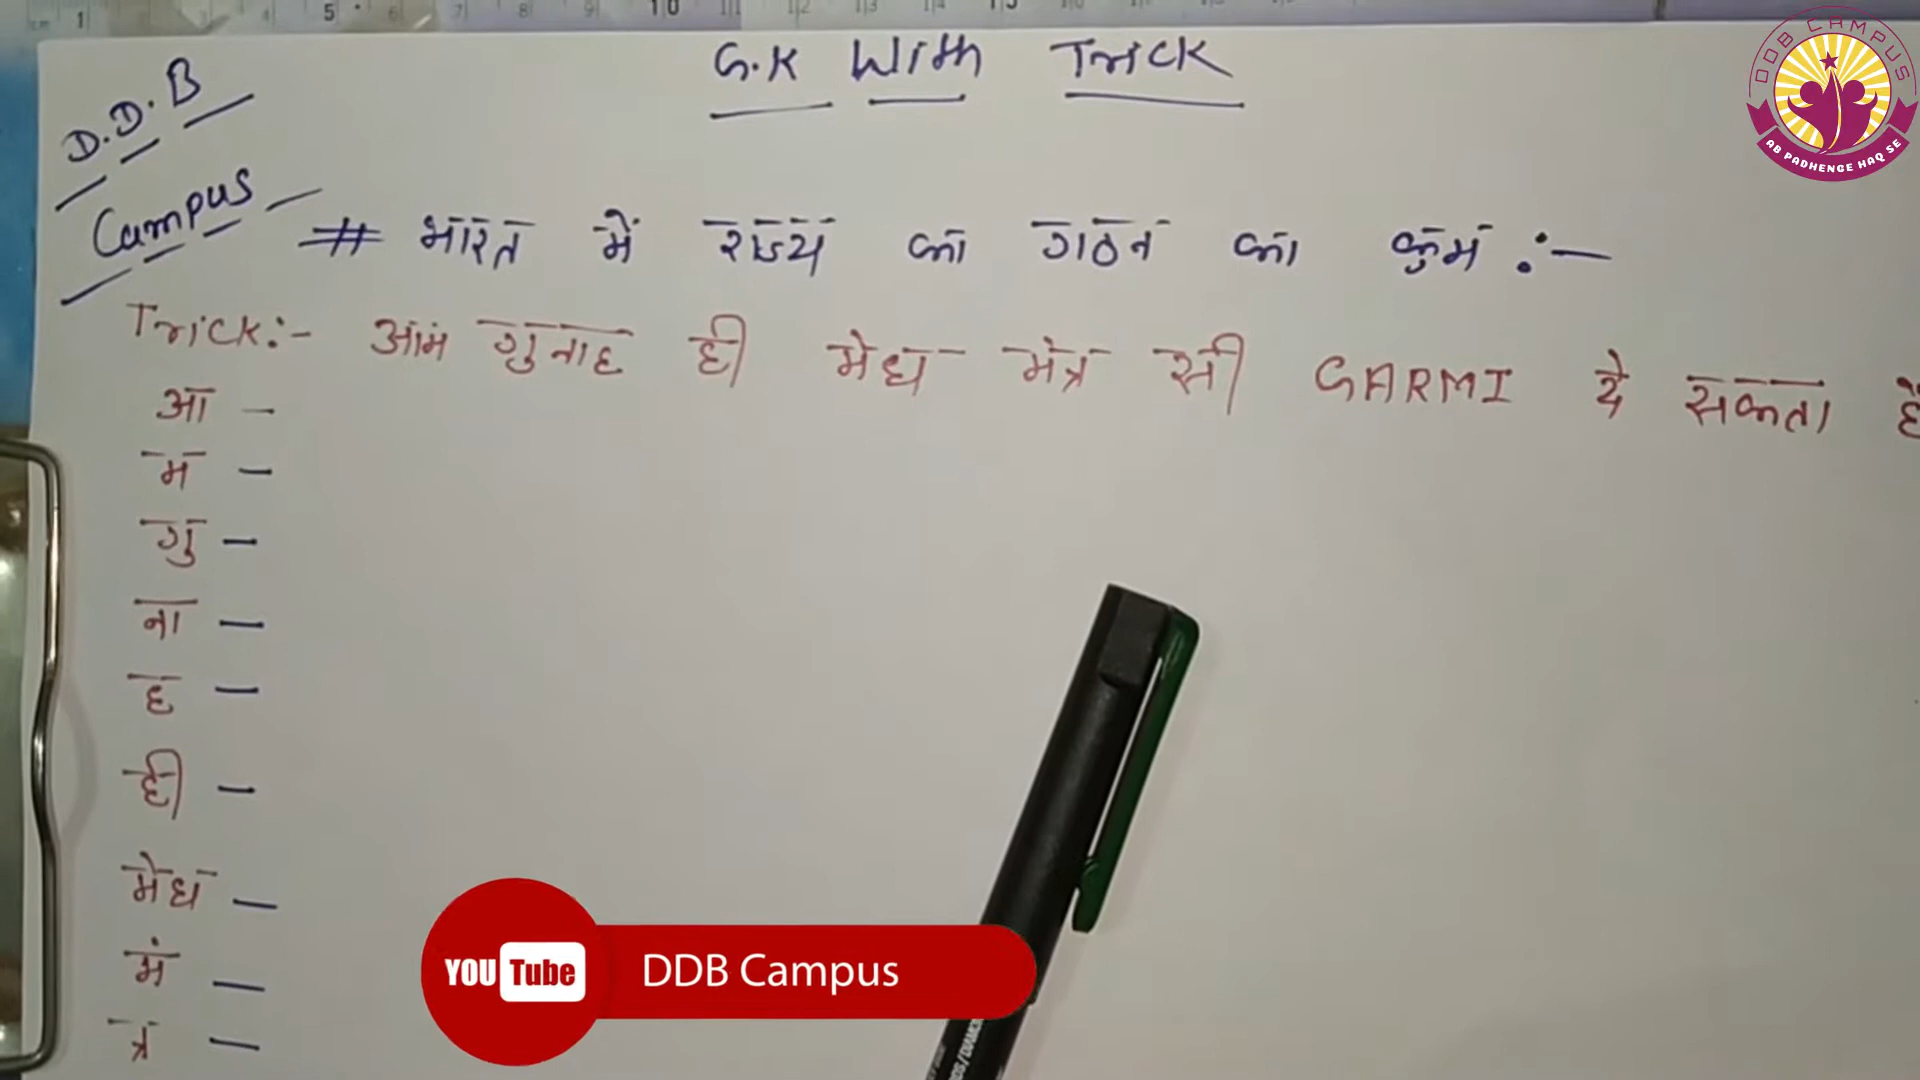 G.K With Trick
D.D.B
Campus
# भारत में राज्य का गठन का क्रम :-
Trick:- आम गुनाह ही मेघ मंत्र सी GARMI दे सकता है
आ -
म -
गु -
ना -
ह -
ही -
मेघ -
मं -
त्र -
DDB CAMPUS
AB PADHENGE HAQ SE
YOU Tube DDB Campus